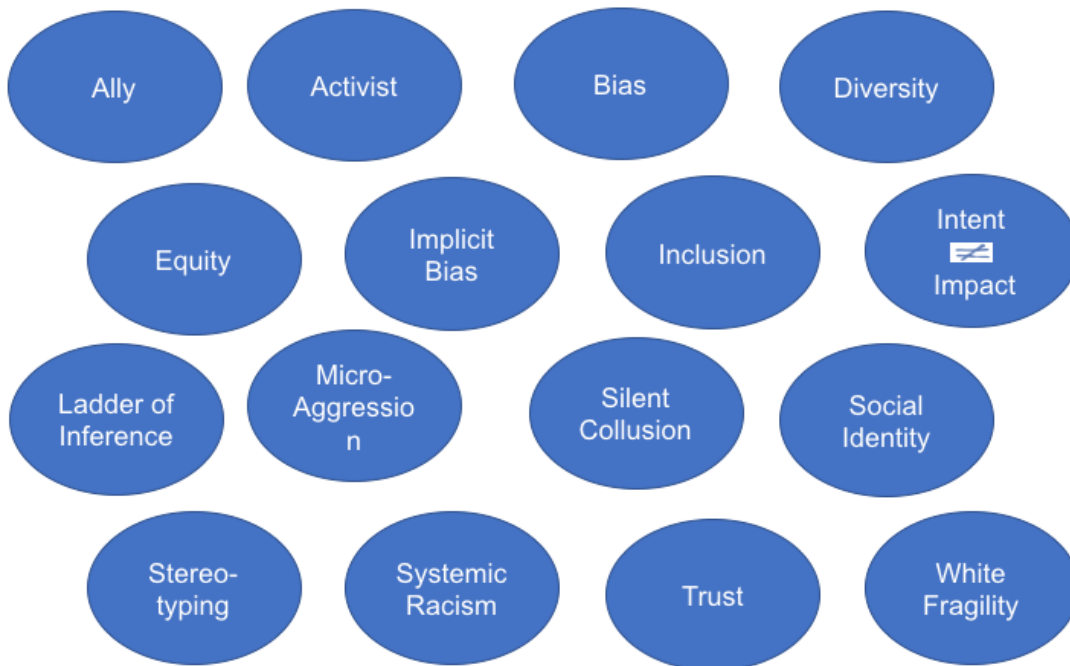 Ally
Activist
Bias
Diversity
Equity
Implicit
Bias
Inclusion
Intent
≠
Impact
Ladder of
Inference
Micro-
Aggressio
n
Silent
Collusion
Social
Identity
Stereo-
typing
Systemic
Racism
Trust
White
Fragility